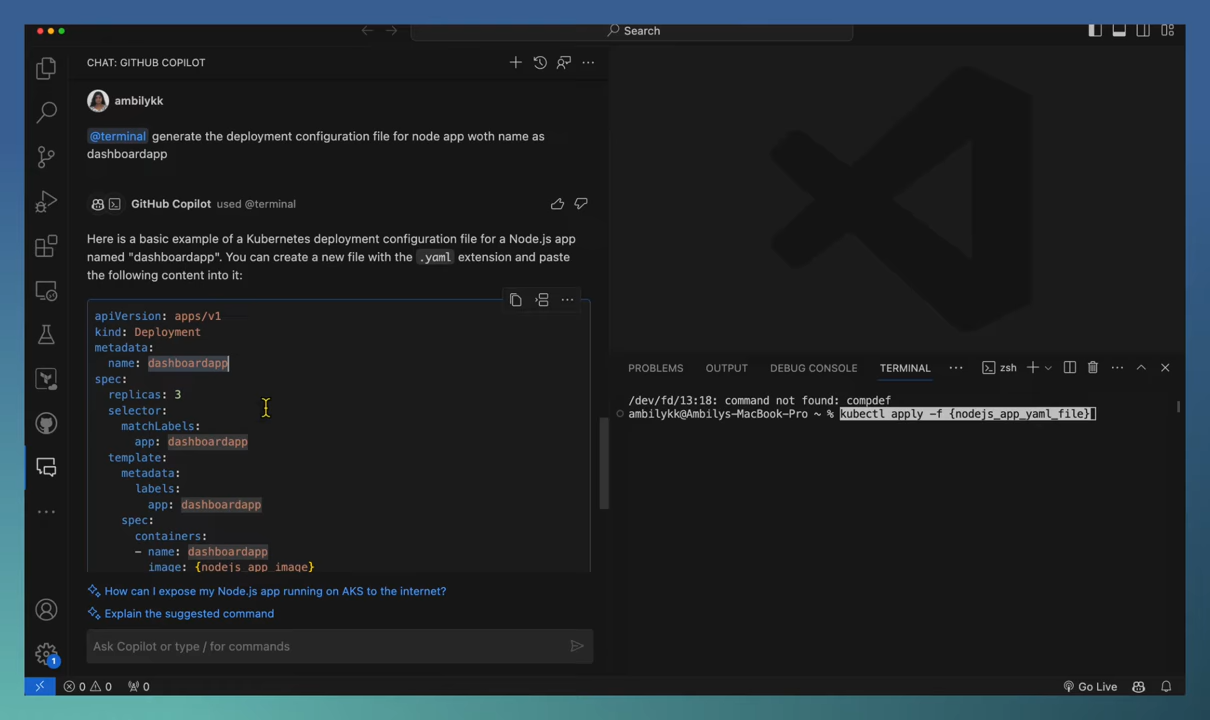 Search
CHAT: GITHUB COPILOT
ambilykk
@terminal generate the deployment configuration file for node app woth name as
dashboardapp
GitHub Copilot used @terminal
Here is a basic example of a Kubernetes deployment configuration file for a Node.js app
named "dashboardapp". You can create a new file with the .yaml extension and paste
the following content into it:
apiVersion: apps/v1
kind: Deployment
metadata:
name: dashboardapp
spec:
replicas: 3
selector:
matchLabels:
app: dashboardapp
template:
metadata:
labels:
app: dashboardapp
spec:
containers:
- name: dashboardapp
image: {nodejs_app_image}
How can I expose my Node.js app running on AKS to the internet?
Explain the suggested command
Ask Copilot or type / for commands
PROBLEMS OUTPUT DEBUG CONSOLE TERMINAL ... zsh
/dev/fd/13:18: command not found: compdef
ambilykk@Ambilys-MacBook-Pro ~ % kubectl apply -f {nodejs_app_yaml_file}
1
0 0 0 Go Live